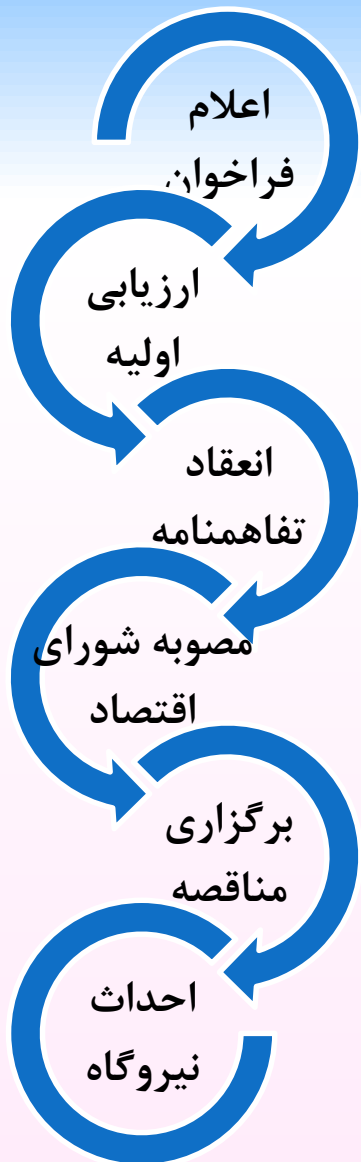 اعلام
فراخوان
ارزیابی
اولیه
انعقاد
تفاهمنامه
مصوبه شورای
اقتصاد
برگزاری
مناقصه
احداث
نیروگاه